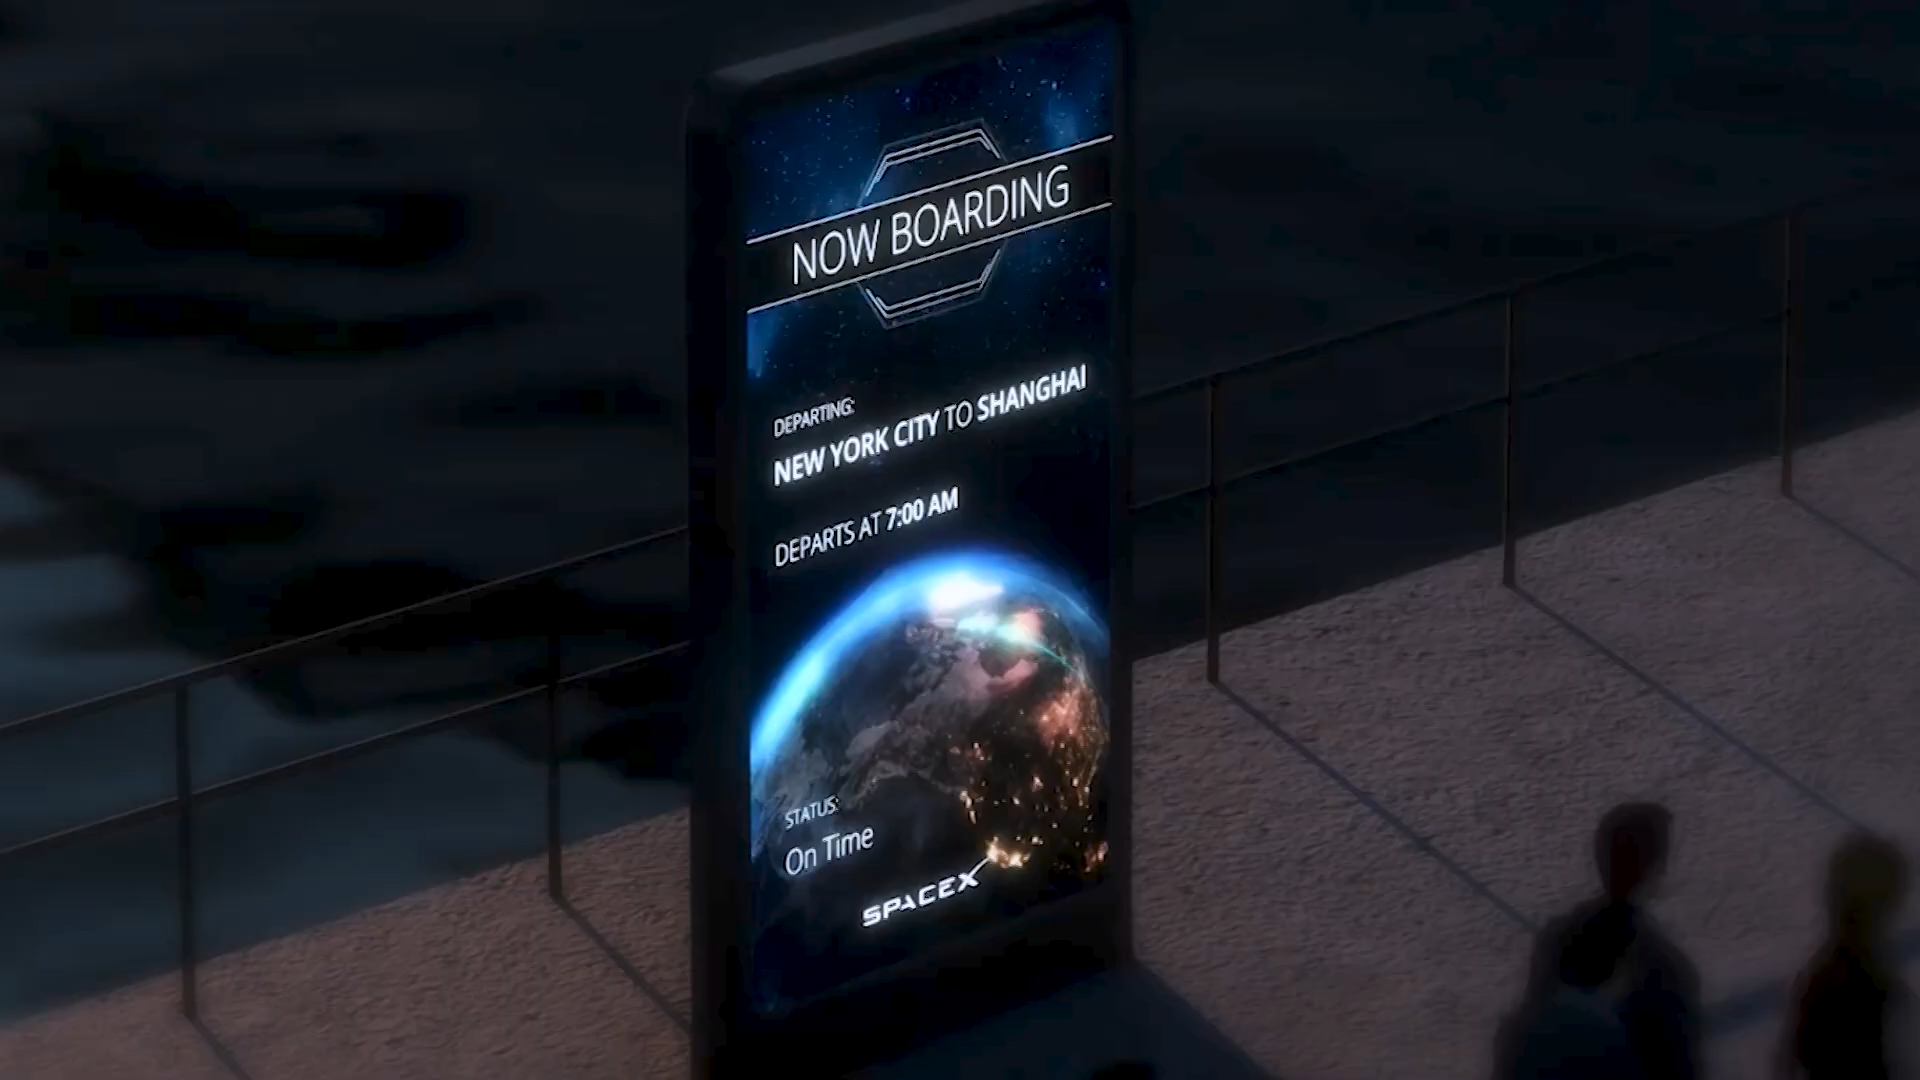 NOW BOARDING
DEPARTING:
NEW YORK CITY TO SHANGHAI
DEPARTS AT 7:00 AM
STATUS:
On Time
SPACEX